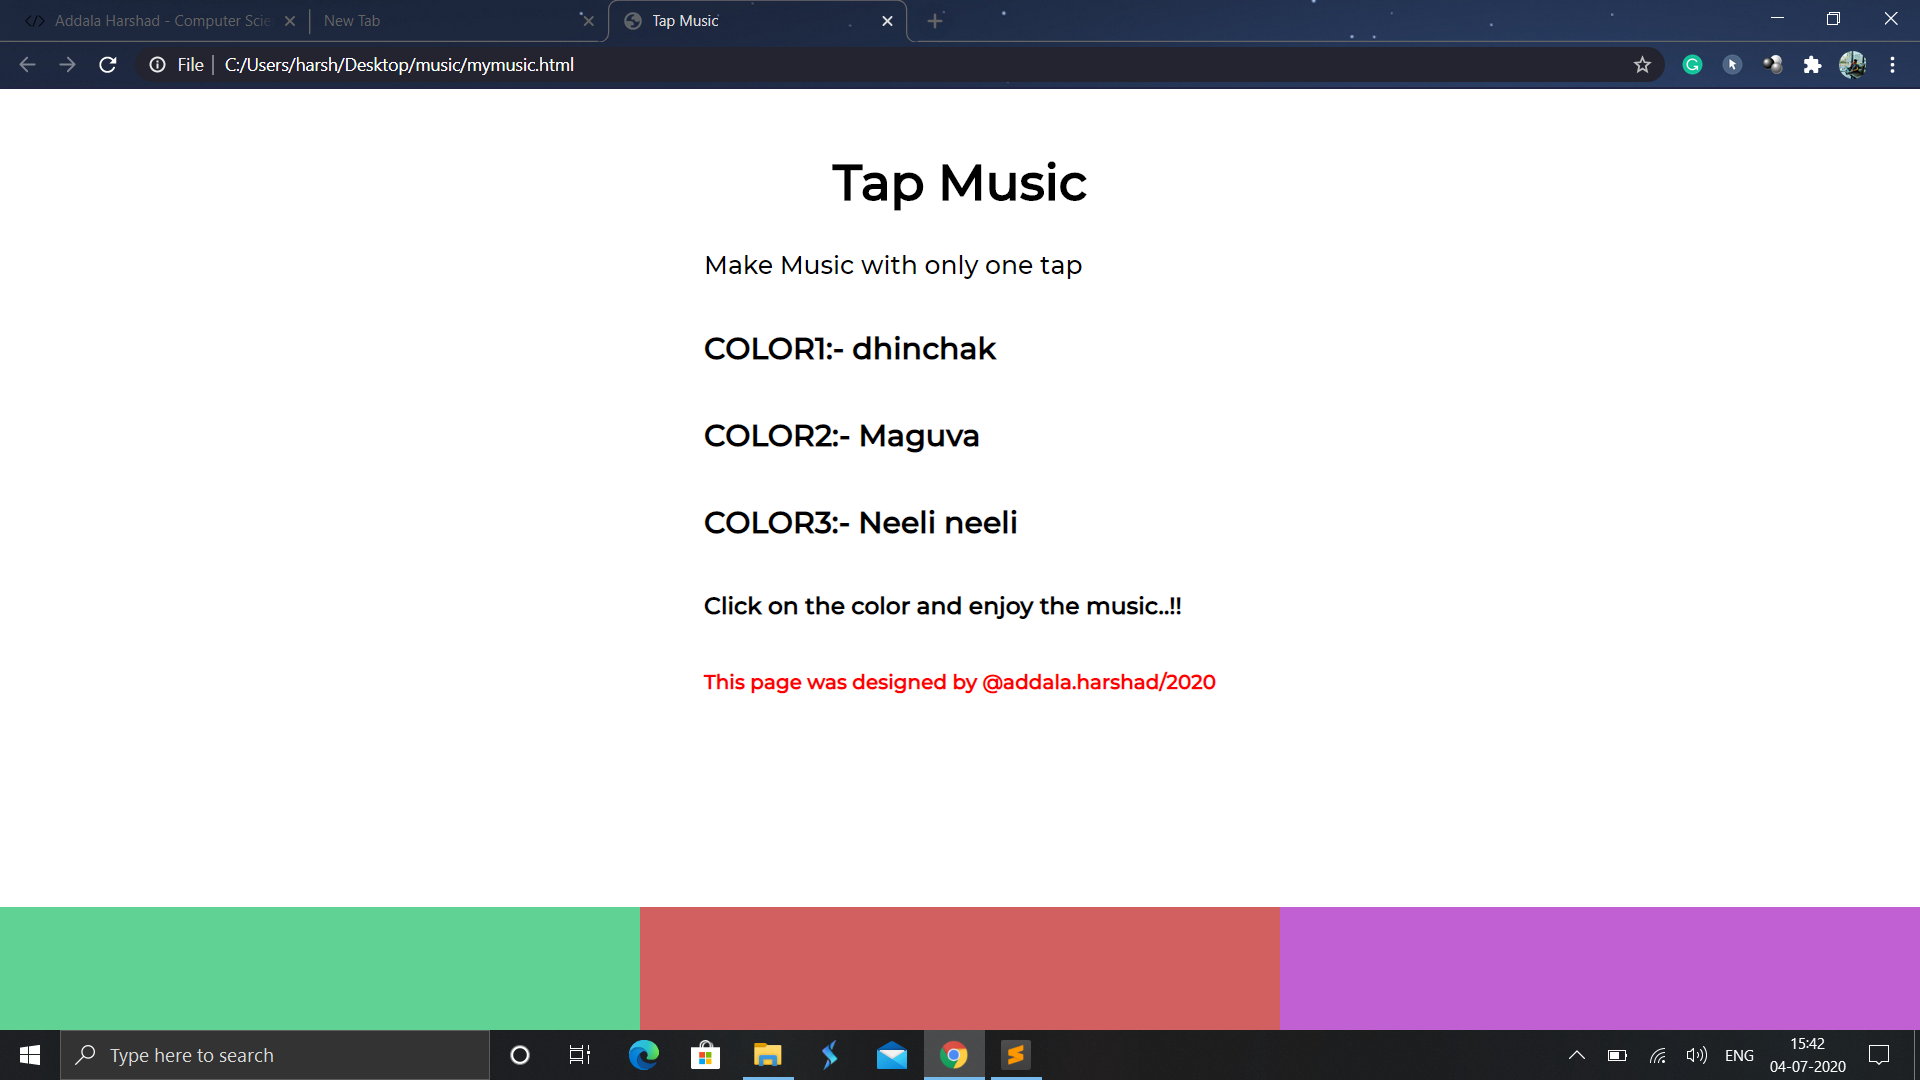 Addala Harshad - Computer Scie
New Tab
Tap Music
File
C:/Users/harsh/Desktop/music/mymusic.html
Tap Music
Make Music with only one tap
COLOR1:- dhinchak
COLOR2:- Maguva
COLOR3:- Neeli neeli
Click on the color and enjoy the music..!!
This page was designed by @addala.harshad/2020
Type here to search
ENG
15:42
04-07-2020